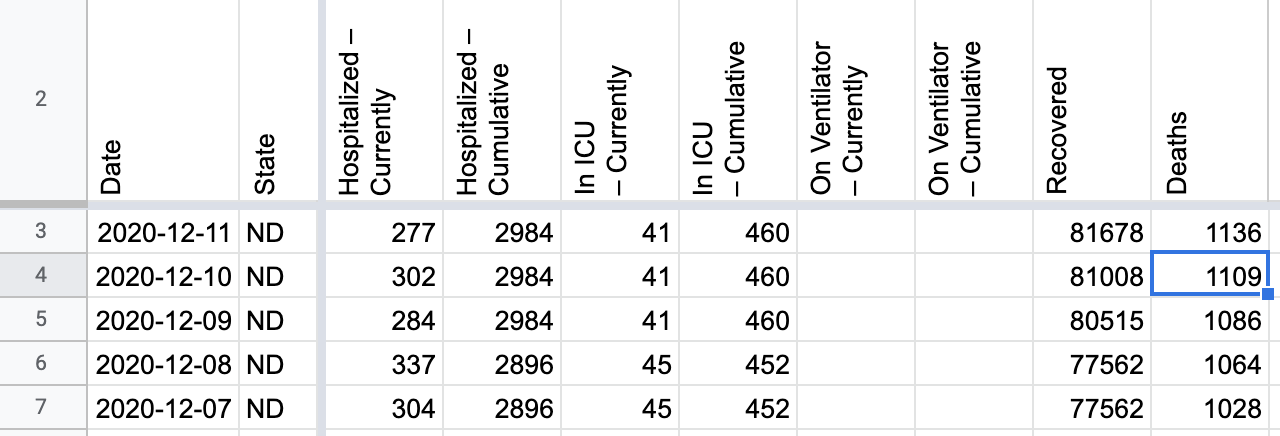 2 Date State Hospitalized – Currently Hospitalized – Cumulative In ICU – Currently In ICU – Cumulative On Ventilator – Currently On Ventilator – Cumulative Recovered Deaths
3 2020-12-11 ND 277 2984 41 460 81678 1136
4 2020-12-10 ND 302 2984 41 460 81008 1109
5 2020-12-09 ND 284 2984 41 460 80515 1086
6 2020-12-08 ND 337 2896 45 452 77562 1064
7 2020-12-07 ND 304 2896 45 452 77562 1028